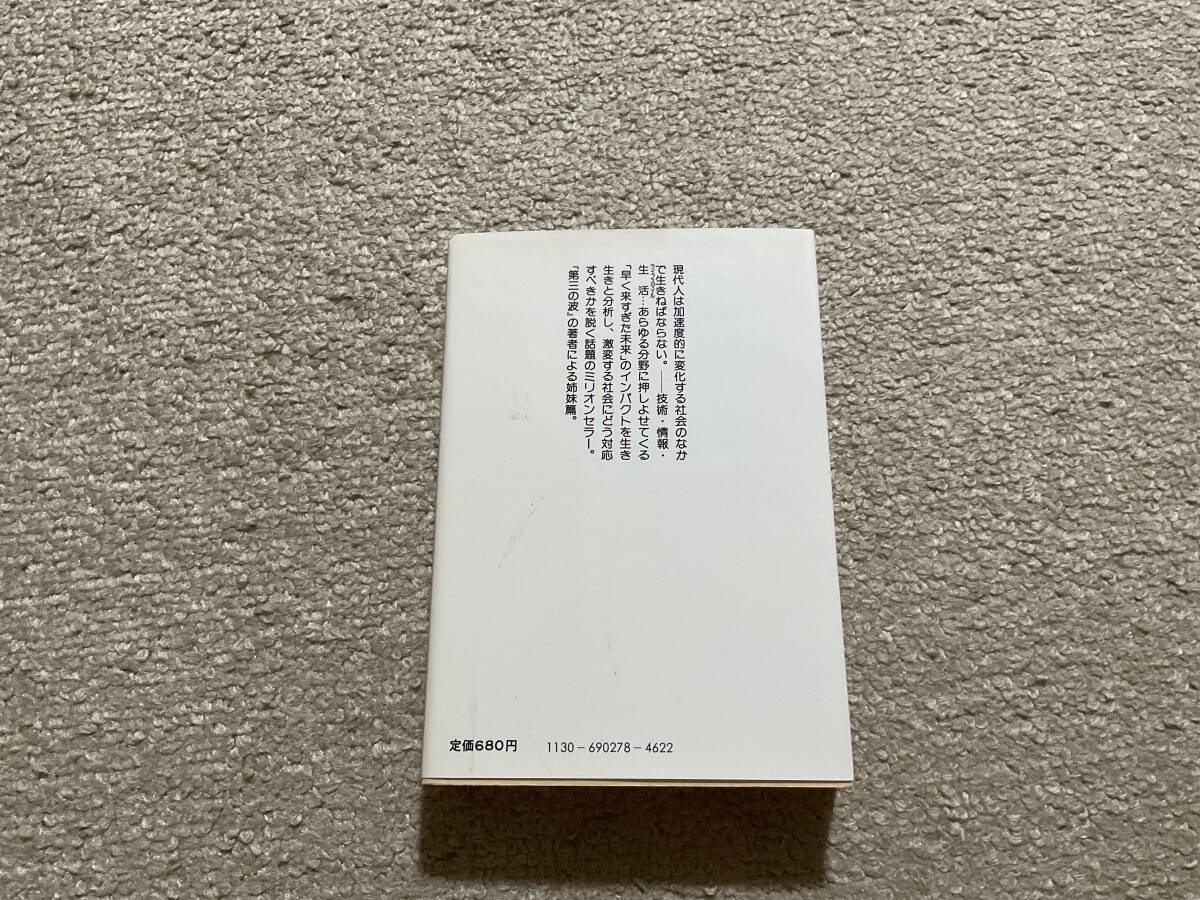 現代人は加速度的に変化する社会のなか
で生きねばならない。――技術・情報・
生活…あらゆる分野に押しよせてくる
ライフスタイル
「早く来すぎた未来」のインパクトを生き
生きと分析し、激変する社会にどう対応
すべきかを説く話題のミリオンセラー。
『第三の波』の著者による姉妹篇。
定価680円 1130-690278-4622